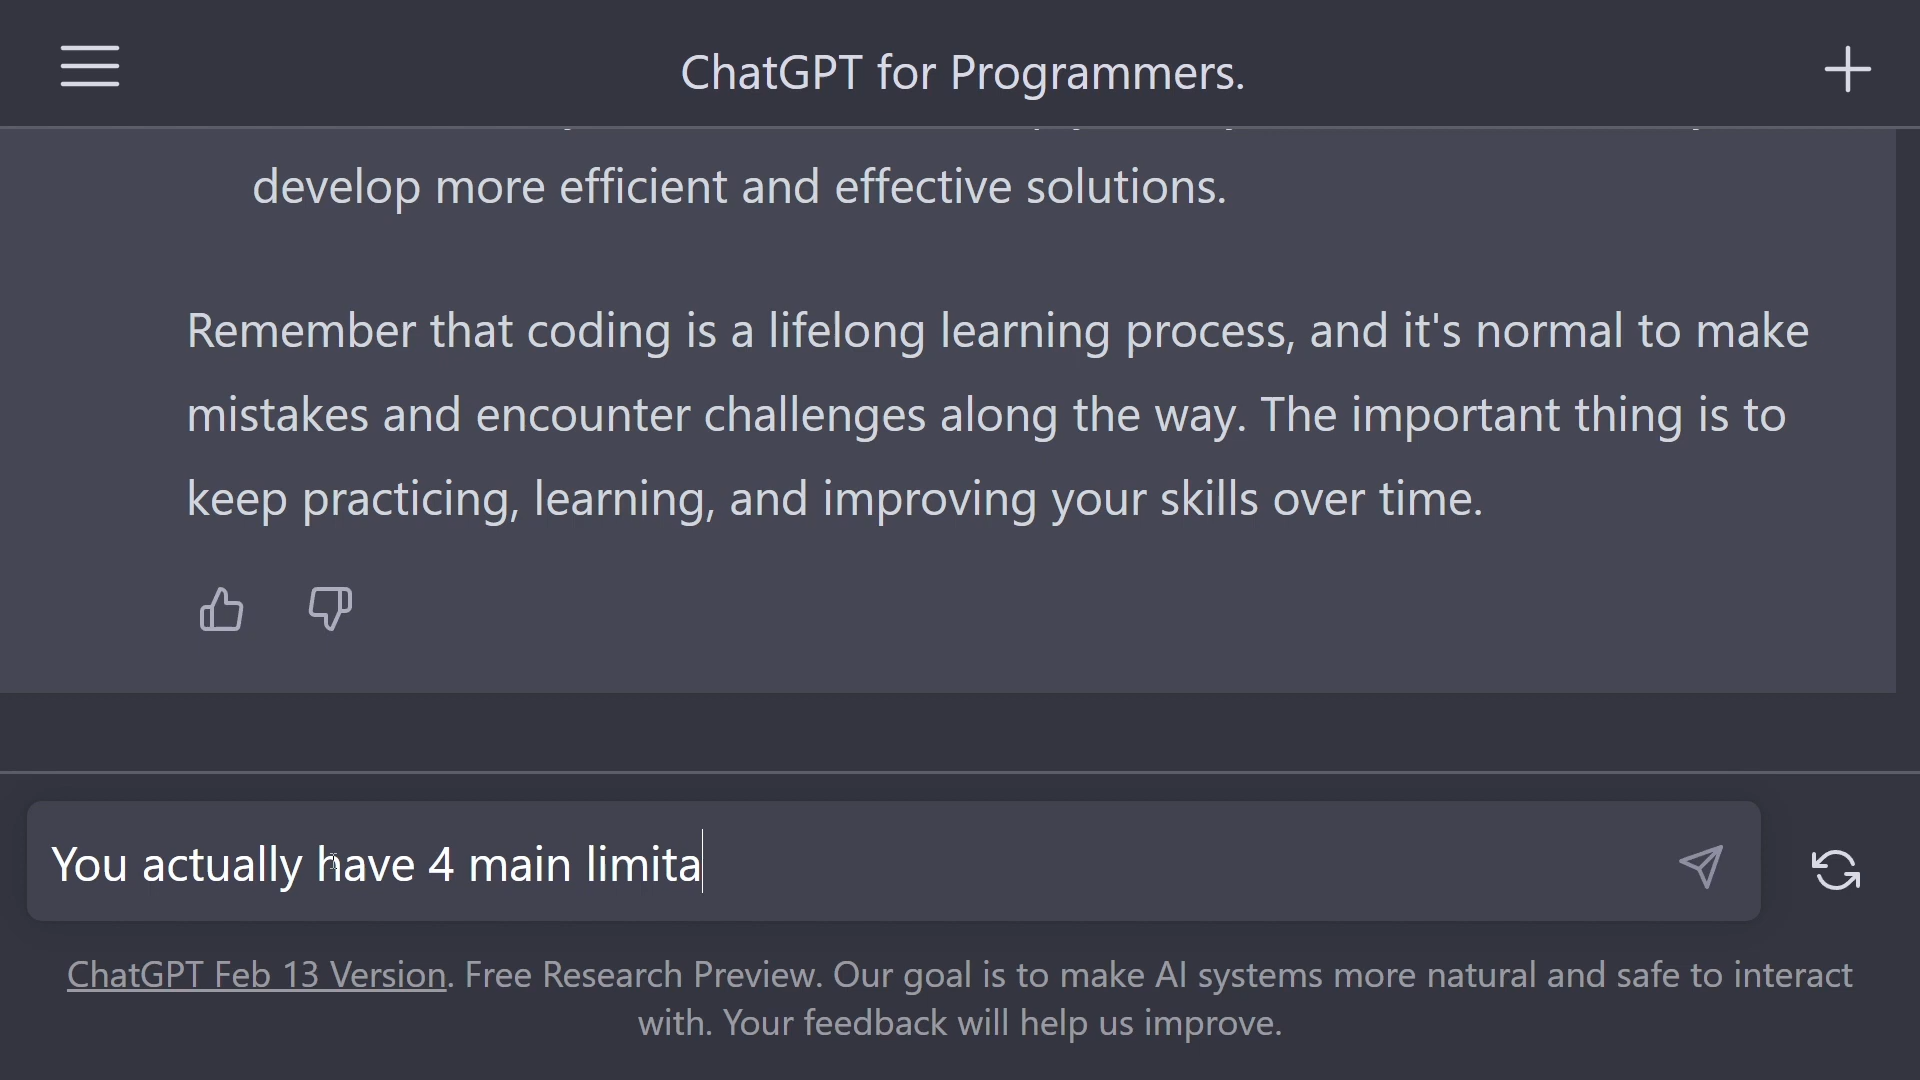 ChatGPT for Programmers.
develop more efficient and effective solutions.
Remember that coding is a lifelong learning process, and it's normal to make
mistakes and encounter challenges along the way. The important thing is to
keep practicing, learning, and improving your skills over time.
You actually have 4 main limita
ChatGPT Feb 13 Version. Free Research Preview. Our goal is to make AI systems more natural and safe to interact
with. Your feedback will help us improve.